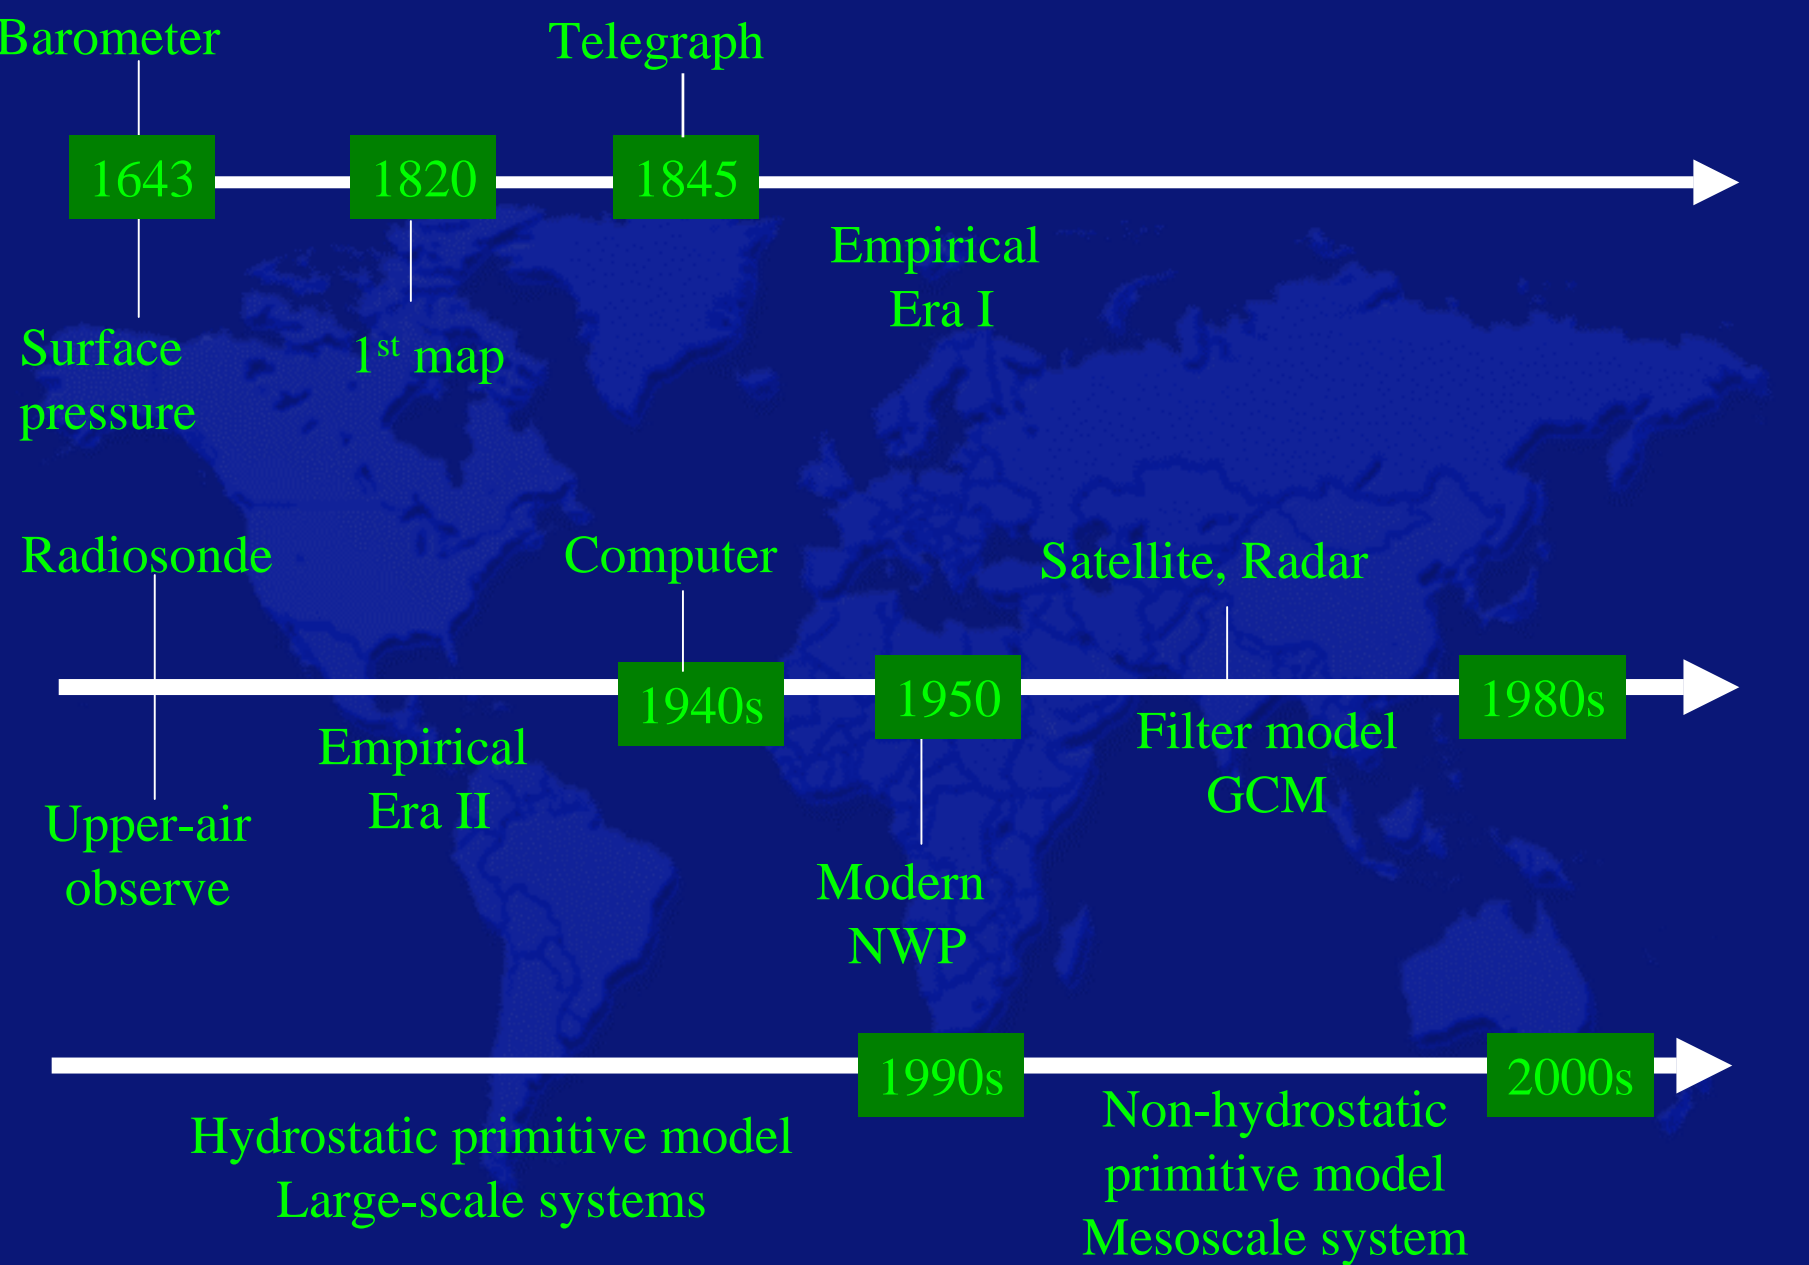 Barometer
Telegraph
1643
1820
1845
Empirical
Era I
Surface
pressure
1st map
Radiosonde
Computer
Satellite, Radar
1940s
1950
1980s
Empirical
Era II
Filter model
GCM
Upper-air
observe
Modern
NWP
1990s
2000s
Hydrostatic primitive model
Large-scale systems
Non-hydrostatic
primitive model
Mesoscale system